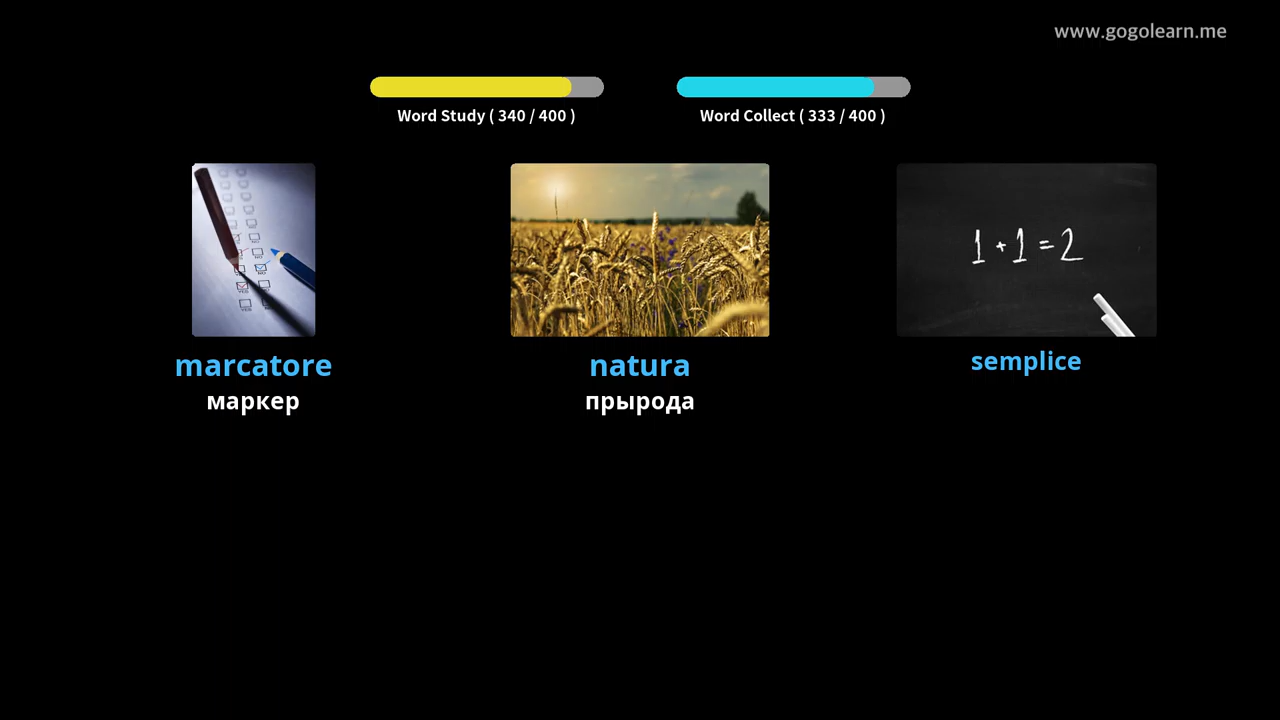 www.gogolearn.me
Word Study ( 340 / 400 )
Word Collect ( 333 / 400 )
1 + 1 = 2
marcatore
маркер
natura
прырода
semplice